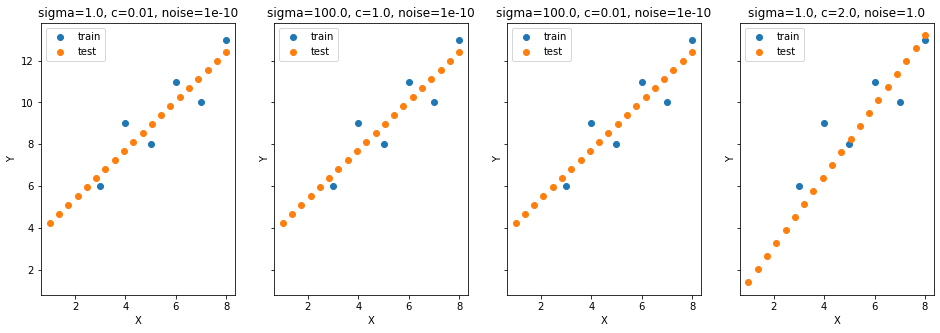 sigma=1.0, c=0.01, noise=1e-10
train
test
Y
12
10
8
6
4
2
2 4 6 8
X
sigma=100.0, c=1.0, noise=1e-10
train
test
Y
2 4 6 8
X
sigma=100.0, c=0.01, noise=1e-10
train
test
Y
2 4 6 8
X
sigma=1.0, c=2.0, noise=1.0
train
test
Y
2 4 6 8
X